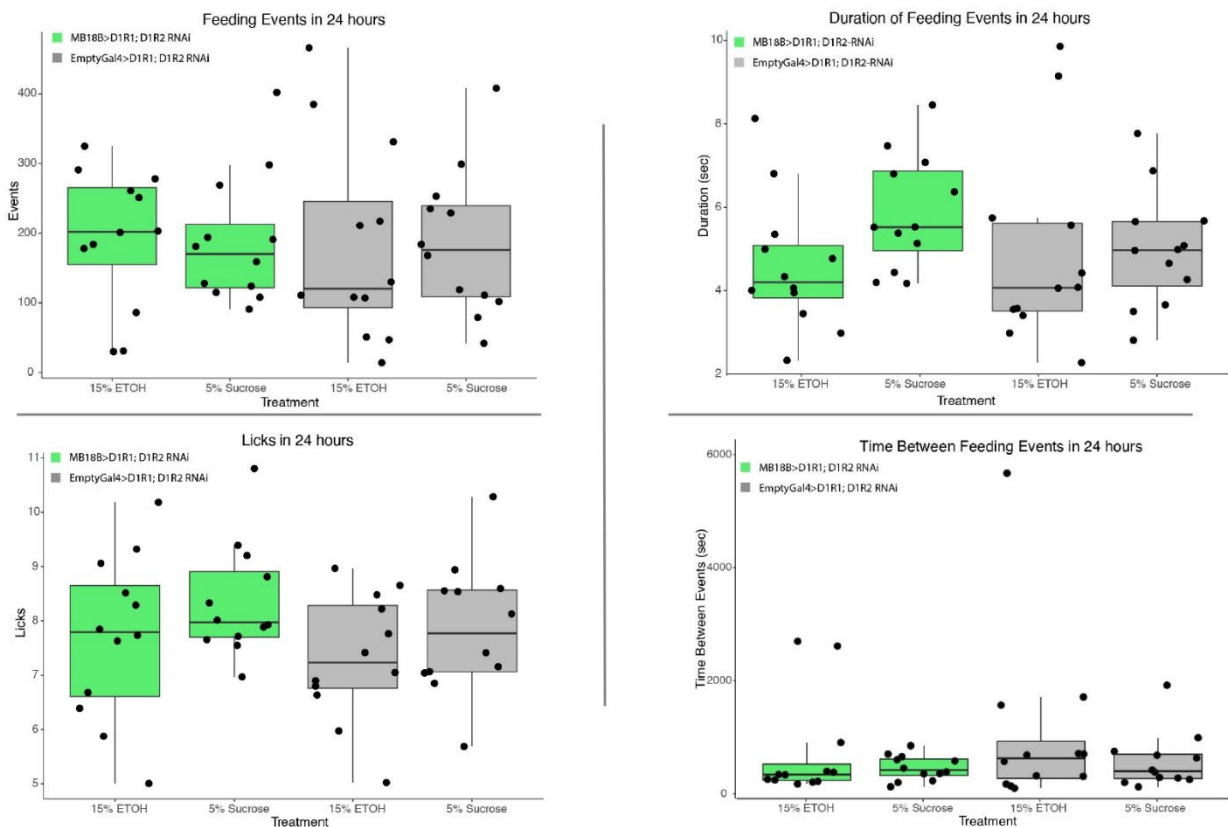 Feeding Events in 24 hours
MB18B>D1R1; D1R2 RNAi
EmptyGal4>D1R1; D1R2 RNAi
Events
400
300
200
100
0
15% ETOH 5% Sucrose 15% ETOH 5% Sucrose
Treatment
Duration of Feeding Events in 24 hours
MB18B>D1R1; D1R2-RNAi
EmptyGal4>D1R1; D1R2-RNAi
Duration (sec)
10
8
6
4
2
15% ETOH 5% Sucrose 15% ETOH 5% Sucrose
Treatment
Licks in 24 hours
MB18B>D1R1; D1R2 RNAi
EmptyGal4>D1R1; D1R2 RNAi
Licks
11
10
9
8
7
6
5
15% ETOH 5% Sucrose 15% ETOH 5% Sucrose
Treatment
Time Between Feeding Events in 24 hours
MB18B>D1R1; D1R2 RNAi
EmptyGal4>D1R1; D1R2 RNAi
Time Between Events (sec)
6000
4000
2000
0
15% ETOH 5% Sucrose 15% ETOH 5% Sucrose
Treatment